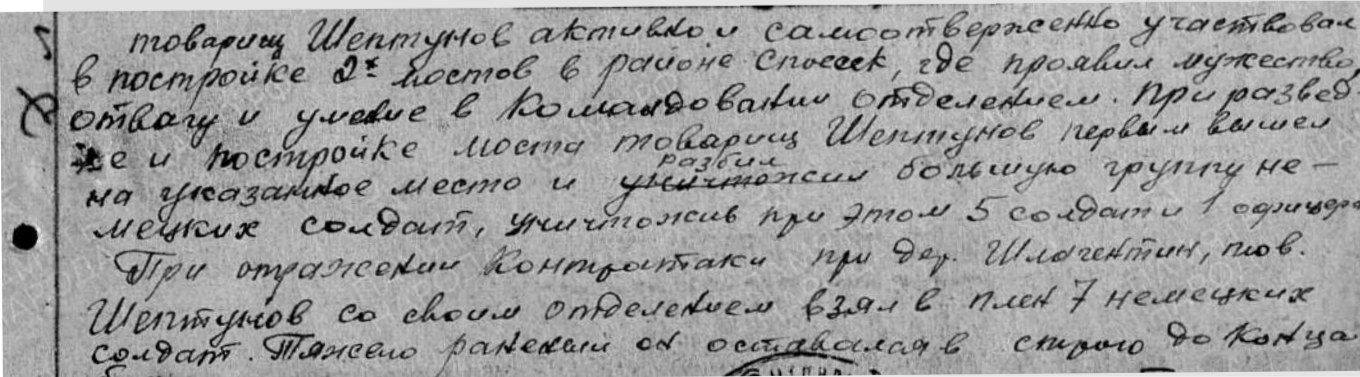 товарищ Шептунов активно и самоотверженно участвовал
в постройке 2х мостов в районе Спосек, где проявил мужество,
отвагу и умение в командовании отделением. При развед-
ке и постройке моста товарищ Шептунов первым вышел
на указанное место и разбил большую группу не-
мецких солдат, уничтожив при этом 5 солдат и 1 офицера
При отражении контратаки при дер. Шлагентин, тов.
Шептунов со своим отделением взял в плен 7 немецких
солдат. Тяжело раненым он оставался в строю до конца